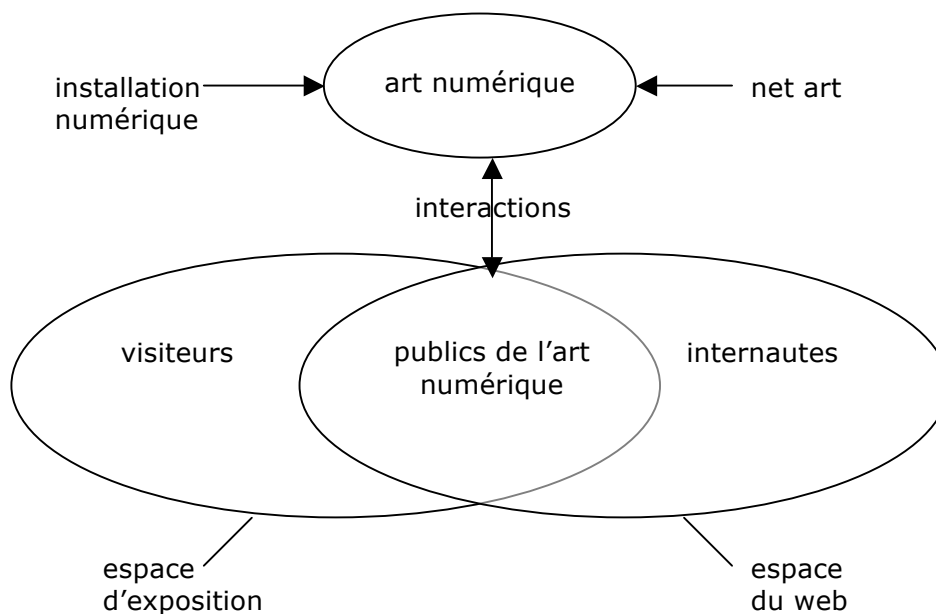 art numérique
installation
numérique
net art
interactions
visiteurs
publics de l’art
numérique
internautes
espace
d’exposition
espace
du web